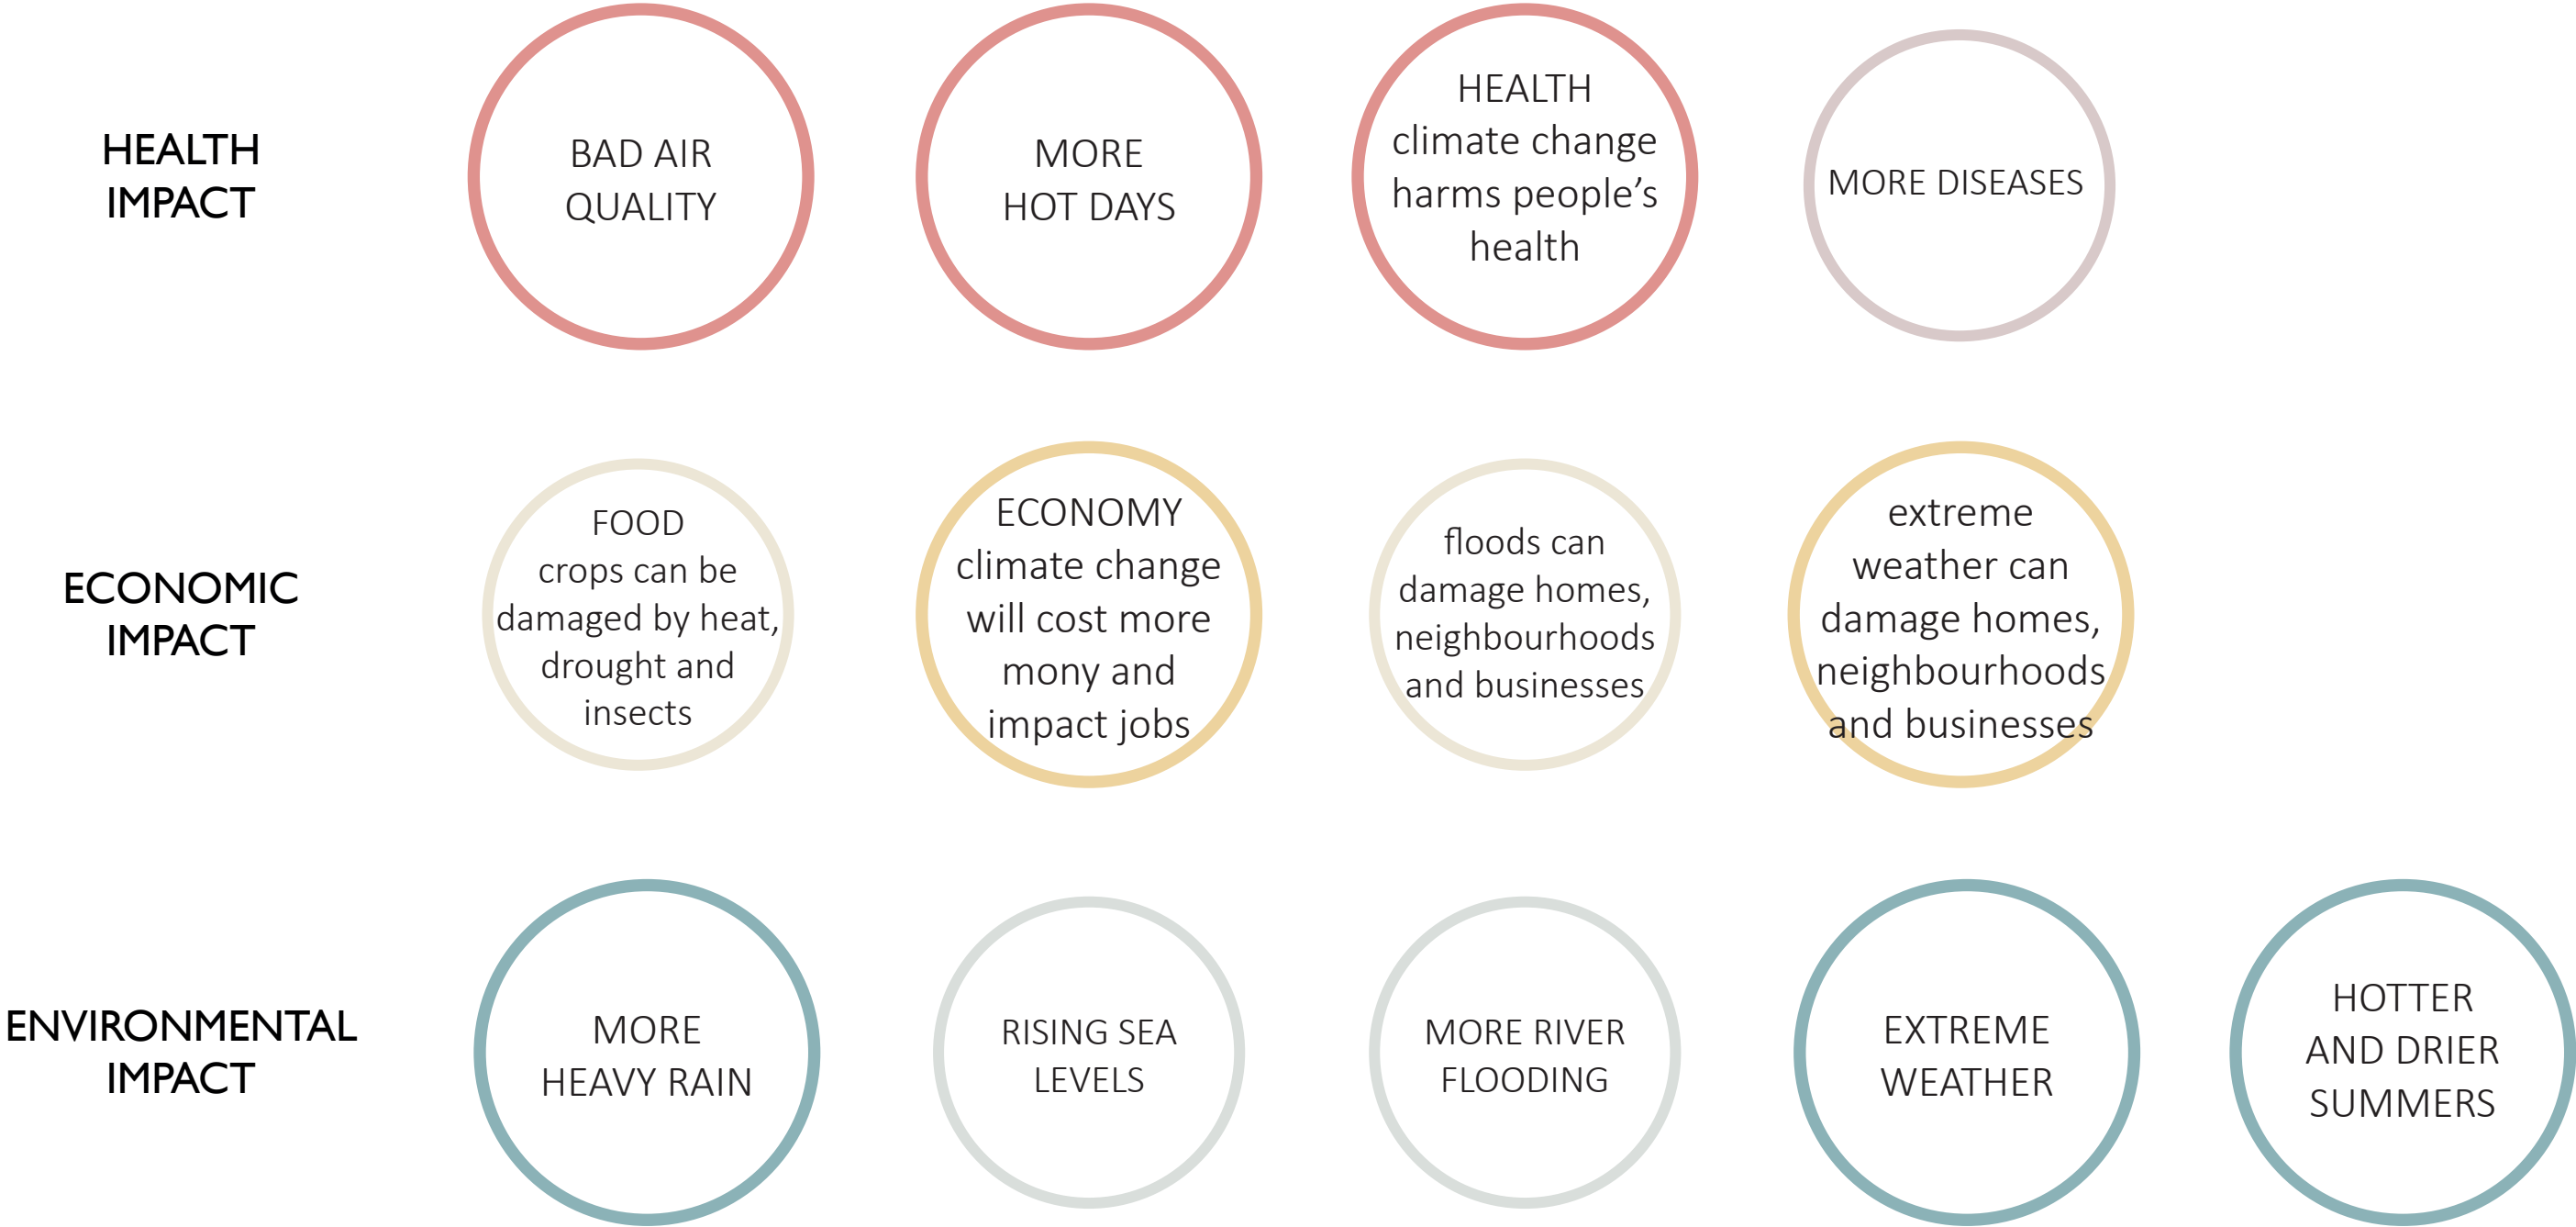 HEALTH
IMPACT
BAD AIR
QUALITY
MORE
HOT DAYS
HEALTH
climate change
harms people’s
health
MORE DISEASES
ECONOMIC
IMPACT
FOOD
crops can be
damaged by heat,
drought and
insects
ECONOMY
climate change
will cost more
mony and
impact jobs
floods can
damage homes,
neighbourhoods
and businesses
extreme
weather can
damage homes,
neighbourhoods
and businesses
ENVIRONMENTAL
IMPACT
MORE
HEAVY RAIN
RISING SEA
LEVELS
MORE RIVER
FLOODING
EXTREME
WEATHER
HOTTER
AND DRIER
SUMMERS